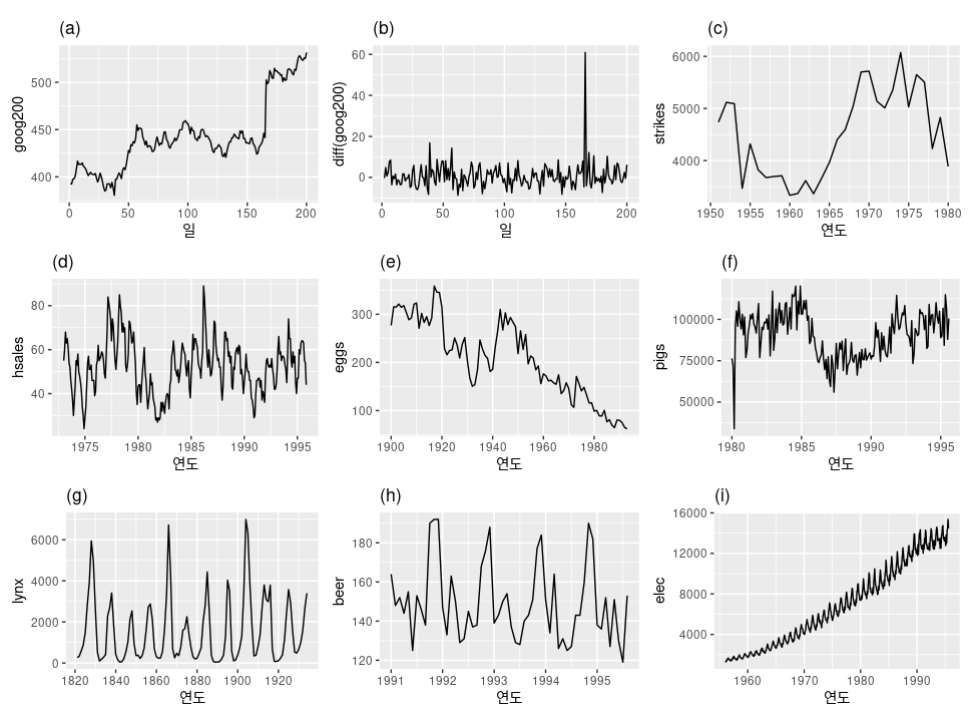 (a) (b) (c)
goog200
500
450
400
0 50 100 150 200
일
diff(goog200)
60
40
20
0
0 50 100 150 200
일
strikes
6000
5000
4000
1950 1955 1960 1965 1970 1975 1980
연도
(d) (e) (f)
hsales
80
60
40
1975 1980 1985 1990 1995
연도
eggs
300
200
100
1900 1920 1940 1960 1980
연도
pigs
100000
75000
50000
1980 1985 1990 1995
연도
(g) (h) (i)
lynx
6000
4000
2000
0
1820 1840 1860 1880 1900 1920
연도
beer
180
160
140
120
1991 1992 1993 1994 1995
연도
elec
16000
12000
8000
4000
1960 1970 1980 1990
연도